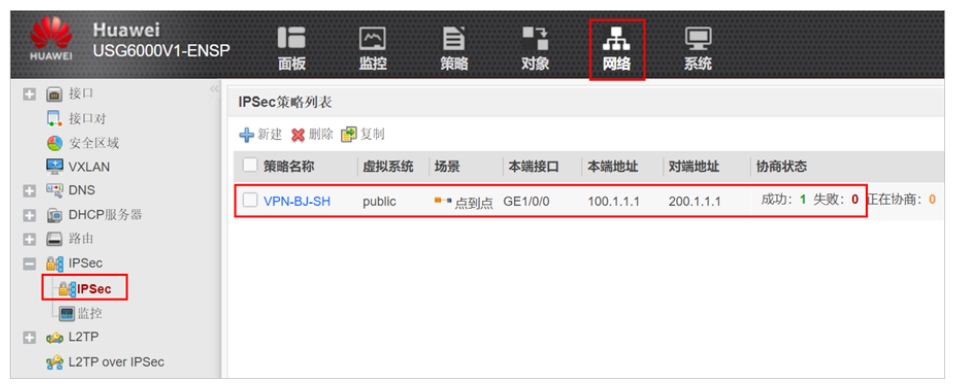 HUAWEI
Huawei
USG6000V1-ENSP
面板 监控 策略 对象 网络 系统
接口
接口对
安全区域
VXLAN
DNS
DHCP服务器
路由
IPSec
IPSec
监控
L2TP
L2TP over IPSec
IPSec策略列表
新建 删除 复制
策略名称 虚拟系统 场景 本端接口 本端地址 对端地址 协商状态
VPN-BJ-SH public 点到点 GE1/0/0 100.1.1.1 200.1.1.1 成功：1 失败：0 正在协商：0